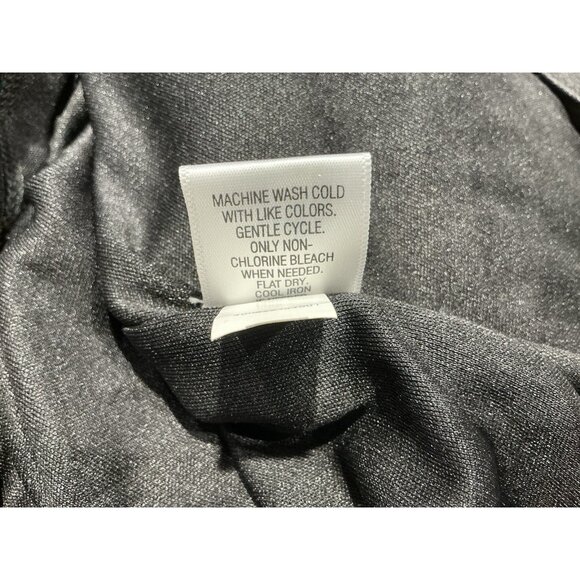 MACHINE WASH COLD
WITH LIKE COLORS.
GENTLE CYCLE.
ONLY NON-
CHLORINE BLEACH
WHEN NEEDED.
FLAT DRY.
COOL IRON